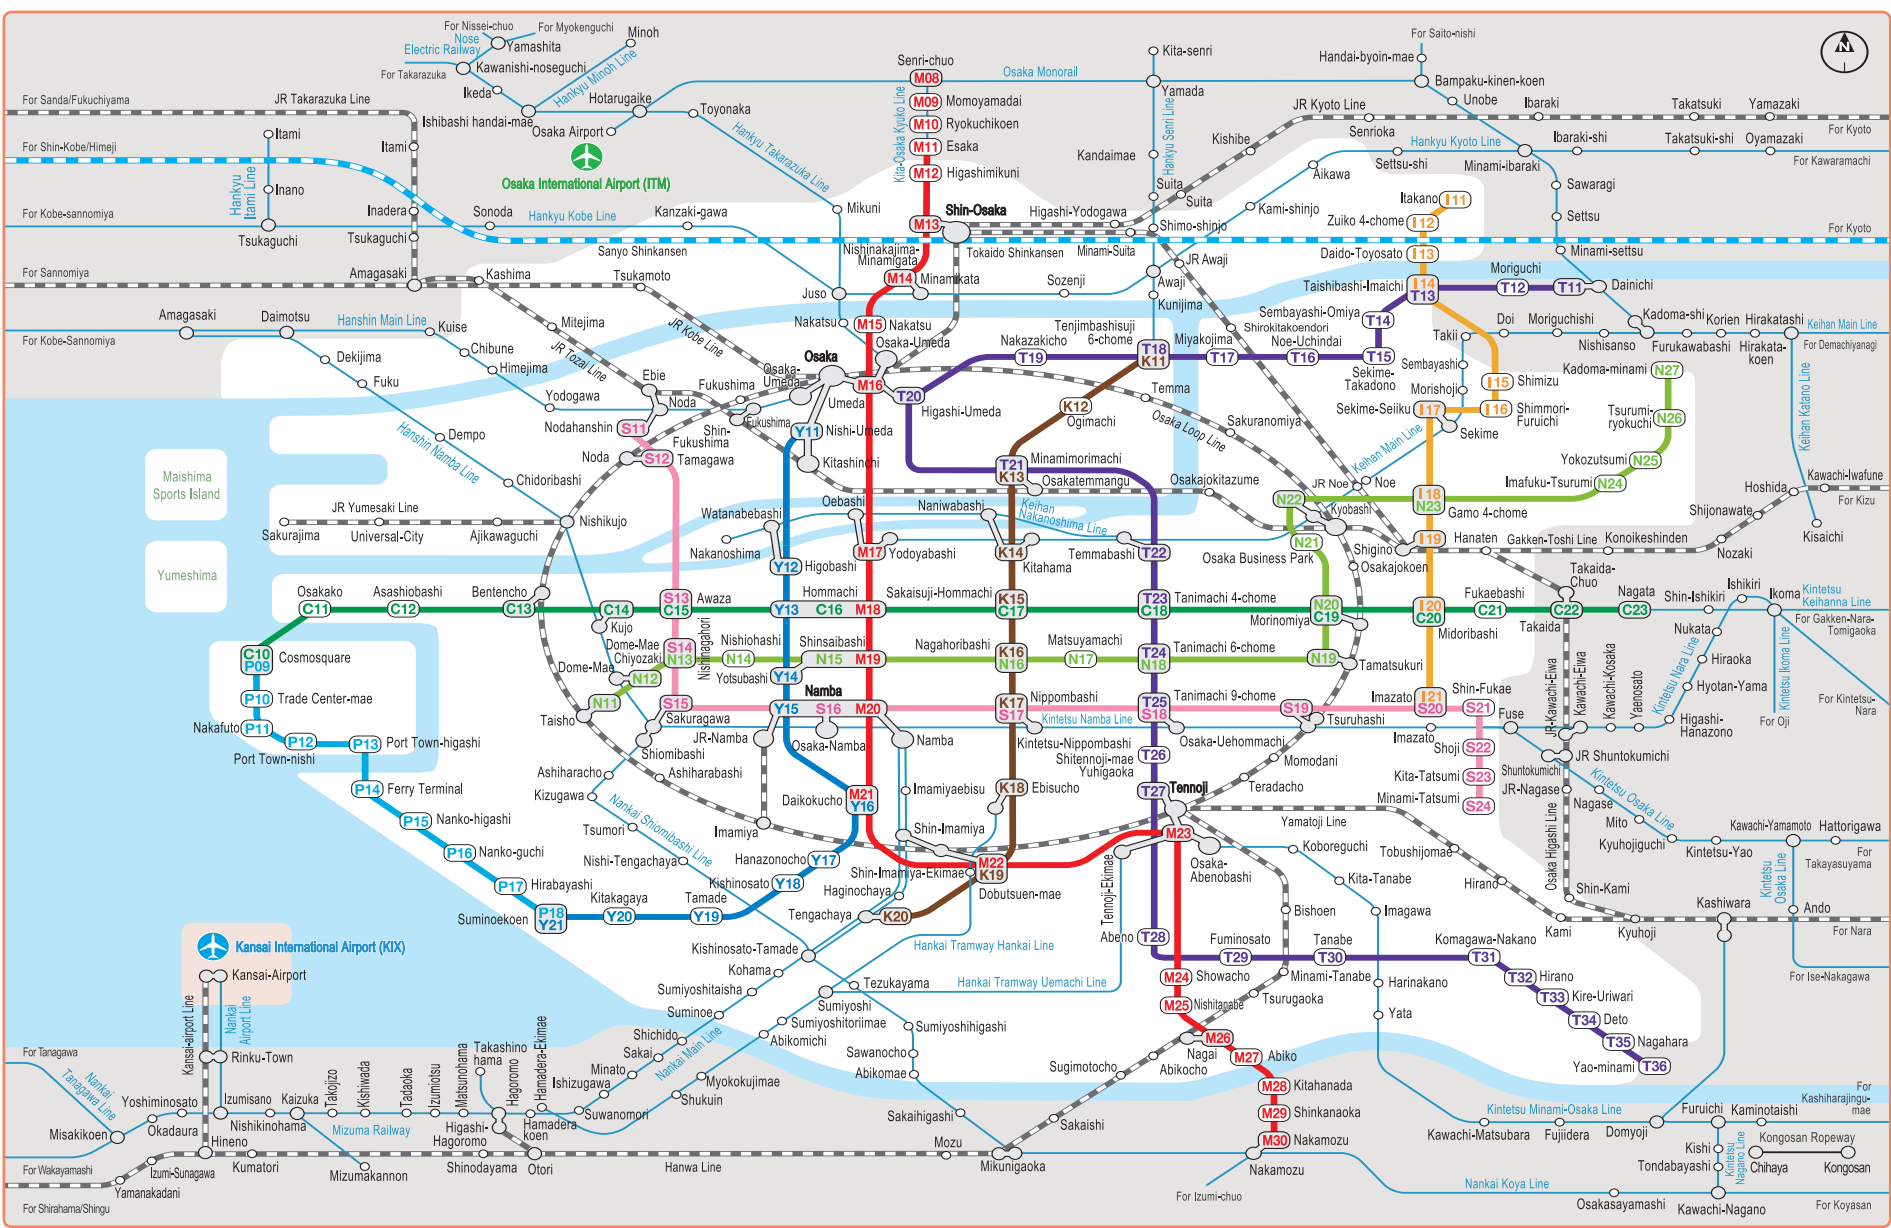 For Nissei-chuo
For Myokenguchi
Nose
Electric Railway
Yamashita
Minoh
For Takarazuka
Kawanishi-noseguchi
Hankyu Minoh Line
Ikeda
Hotarugaike
Toyonaka
Ishibashi handai-mae
Osaka Airport
Osaka International Airport (ITM)
Senri-chuo
M08
M09 Momoyamadai
M10 Ryokuchikoen
M11 Esaka
M12 Higashimikuni
Kita-Osaka Kyuko Line
Osaka Monorail
Kita-senri
Yamada
Hankyu Senri Line
Kandaimae
Suita
Suita
For Saito-nishi
Handai-byoin-mae
Bampaku-kinen-koen
Unobe
Ibaraki
Takatsuki
Yamazaki
JR Kyoto Line
Senrioka
Kishibe
For Kyoto
Hankyu Kyoto Line
Ibaraki-shi
Takatsuki-shi
Oyamazaki
Settsu-shi
Minami-ibaraki
For Kawaramachi
Aikawa
Sawaragi
Settsu
Minami-settsu
N
For Sanda/Fukuchiyama
JR Takarazuka Line
For Shin-Kobe/Himeji
Itami
Itami
Hankyu
Itami Line
Inano
Inadera
Tsukaguchi
Tsukaguchi
For Kobe-sannomiya
Sonoda
Hankyu Kobe Line
Kanzaki-gawa
Hankyu Takarazuka Line
Mikuni
M13
Shin-Osaka
Higashi-Yodogawa
Shimo-shinjo
Kami-shinjo
Itakano
I11
Zuiko 4-chome
I12
Daido-Toyosato
I13
For Kyoto
Sanyo Shinkansen
Nishinakajima-
Minamigata
Tokaido Shinkansen
Minami-Suita
JR Awaji
For Sannomiya
Amagasaki
Kashima
Tsukamoto
M14
Minamikata
Sozenji
Awaji
Kunijima
Juso
Taishibashi-Imaichi
I14
T13
Moriguchi
T12
T11
Dainichi
Amagasaki
Daimotsu
Hanshin Main Line
Kuise
For Kobe-Sannomiya
Mitejima
JR Tozai Line
JR Kobe Line
Nakatsu
M15
Nakatsu
Osaka-Umeda
Nakazakicho
T19
Tenjimbashisuji
6-chome
T18
K11
Miyakojima
T17
Shirokitakoendori
Noe-Uchindai
T16
Sembayashi-Omiya
T14
T15
Sekime-
Takadono
Takii
Doi
Moriguchishi
Nishisanso
Kadoma-shi
Furukawabashi
Korien
Hirakata-
koen
Hirakatashi
Keihan Main Line
For Demachiyanagi
Sembayashi
Morishoji
Dekijima
Fuku
Chibune
Himejima
Yodogawa
Ebie
Noda
Fukushima
Shin-
Fukushima
Fukushima
Osaka
Osaka-
Umeda
M16
Umeda
T20
Higashi-Umeda
Temma
Osaka Loop Line
Sakuranomiya
K12
Ogimachi
I15
Shimizu
I16
Shimmori-
Furuichi
Sekime-Seiiku
I17
Sekime
Kadoma-minami
N27
Tsurumi-
ryokuchi
N26
Yokozutsumi
N25
Imafuku-Tsurumi
N24
Keihan Katano Line
Hanshin Namba Line
Dempo
Chidoribashi
Nodahanshin
S11
Noda
S12
Tamagawa
Y11
Nishi-Umeda
Kitashinchi
T21
K13
Minamimorimachi
Osakatemmangu
Osakajokitazume
Keihan Main Line
JR Noe
Noe
N22
Kyobashi
I18
N23
Gamo 4-chome
Hoshida
Kawachi-Iwafune
For Kizu
Shijonawate
Kisaichi
Maishima
Sports Island
Yumeshima
JR Yumesaki Line
Sakurajima
Universal-City
Ajikawaguchi
Nishikujo
Watanabebashi
Oebashi
Naniwabashi
Keihan
Nakanoshima Line
Nakanoshima
M17
Yodoyabashi
K14
Kitahama
Temmabashi
T22
N21
Osaka Business Park
Osakajokoen
Shigino
I19
Hanaten
Gakken-Toshi Line
Konoikeshinden
Nozaki
Y12
Higobashi
Takaida-
Chuo
Osakako
C11
Asashiobashi
C12
Bentencho
C13
C14
Kujo
S13
C15
Awaza
Hommachi
Y13
C16
M18
Sakaisuji-Hommachi
K15
C17
T23
C18
Tanimachi 4-chome
N20
C19
Morinomiya
I20
C20
Midoribashi
Fukaebashi
C21
C22
Takaida
Nagata
C23
Shin-Ishikiri
Ishikiri
Ikoma
Kintetsu
Keihanna Line
For Gakken-Nara-
Tomigaoka
C10
P09
Cosmosquare
P10
Trade Center-mae
Nakafuto
P11
P12
Port Town-nishi
P13
Port Town-higashi
P14
Ferry Terminal
P15
Nanko-higashi
P16
Nanko-guchi
P17
Hirabayashi
Suminoekoen
P18
Y21
Dome-Mae
Chiyozaki
S14
N13
Nishinagahori
Dome-Mae
N12
Taisho
N11
Nishiohashi
N14
Shinsaibashi
N15
M19
Yotsubashi
Y14
Nagahoribashi
K16
N16
Matsuyamachi
N17
T24
N18
Tanimachi 6-chome
N19
Tamatsukuri
S15
Sakuragawa
Namba
Y15
S16
M20
JR-Namba
Osaka-Namba
Namba
K17
S17
Nippombashi
Kintetsu-Nippombashi
Kintetsu Namba Line
T25
S18
Tanimachi 9-chome
Osaka-Uehommachi
S19
Tsuruhashi
Imazato
I21
S20
Shin-Fukae
S21
Imazato
Shoji
S22
Kita-Tatsumi
S23
Minami-Tatsumi
S24
Fuse
JR-Kawachi-Eiwa
Kawachi-Eiwa
Kawachi-Kosaka
Yaenosato
Kintetsu Nara Line
Nukata
Hiraoka
Hyotan-Yama
Higashi-
Hanazono
Kintetsu Ikoma Line
For Oji
For Kintetsu-
Nara
Shiomibashi
Ashiharacho
Kizugawa
Ashiharabashi
Tsumori
Nankai Shiomibashi Line
Nishi-Tengachaya
Imamiya
Daikokucho
M21
Y16
Imamiyaebisu
Shin-Imamiya
K18
Ebisucho
Shitennoji-mae
Yuhigaoka
T26
T27
Tennoji
Momodani
Teradacho
Yamatoji Line
JR Shuntokumichi
Shuntokumichi
JR-Nagase
Nagase
Mito
Kyuhojiguchi
Kintetsu Osaka Line
Kintetsu-Yao
Kawachi-Yamamoto
Hattorigawa
For
Takayasuyama
Kintetsu
Osaka Line
Osaka Higashi Line
Hanazonocho
Y17
Kishinosato
Y18
Tamade
Y19
Kitakagaya
Y20
Shin-Imamiya-Ekimae
Haginochaya
Tengachaya
K20
M22
K19
Dobutsuen-mae
M23
Osaka-
Abenobashi
Tennoji-Ekimae
Koboreguchi
Kita-Tanabe
Imagawa
Bishoen
Tobushijomae
Hirano
Shin-Kami
Kami
Kyuhoji
Kashiwara
Ando
For Nara
Abeno
T28
Fuminosato
T29
Tanabe
T30
Komagawa-Nakano
T31
T32
Hirano
T33
Kire-Uriwari
T34
Deto
T35
Nagahara
T36
Yao-minami
For Ise-Nakagawa
Kansai International Airport (KIX)
Kansai-Airport
Kansai-airport Line
Nankai
Airport Line
Rinku-Town
Kishinosato-Tamade
Hankai Tramway Hankai Line
Hankai Tramway Uemachi Line
Kohama
Sumiyoshitaisha
Suminoe
Tezukayama
Sumiyoshi
Sumiyoshitoriimae
Abikomichi
Sumiyoshihigashi
Sawanocho
Abikomae
M24
Showacho
M25
Nishitanabe
Minami-Tanabe
Tsurugaoka
M26
Nagai
M27
Abiko
M28
Kitahanada
M29
Shinkanaoka
M30
Nakamozu
Nakamozu
Abikocho
Sugimotocho
Harinakano
Yata
Shichido
Sakai
Minato
Ishizugawa
Suwanomori
Nankai Main Line
Myokokujimae
Shukuin
Sakaihigashi
Sakaishi
Mozu
Mikunigaoka
For Izumi-chuo
For Tanagawa
Nankai
Tanagawa Line
Yoshiminosato
Misakikoen
Okadaura
Izumisano
Nishikinohama
Kaizuka
Takojizo
Kishiwada
Tadaoka
Izumiotsu
Matsunohama
Takashino
hama
Hagoromo
Hamadera-Ekimae
Mizuma Railway
Higashi-
Hagoromo
Hamadera
koen
Hineno
Kumatori
Mizumakannon
Shinodayama
Otori
Hanwa Line
For Wakayamashi
Izumi-Sunagawa
Yamanakadani
For Shirahama/Shingu
Kintetsu Minami-Osaka Line
Kawachi-Matsubara
Fujiidera
Domyoji
Furuichi
Kaminotaishi
For
Kashiharajingu-
mae
Kishi
Tondabayashi
Kintetsu
Nagano Line
Kongosan Ropeway
Chihaya
Kongosan
Nankai Koya Line
Osakasayamashi
Kawachi-Nagano
For Koyasan